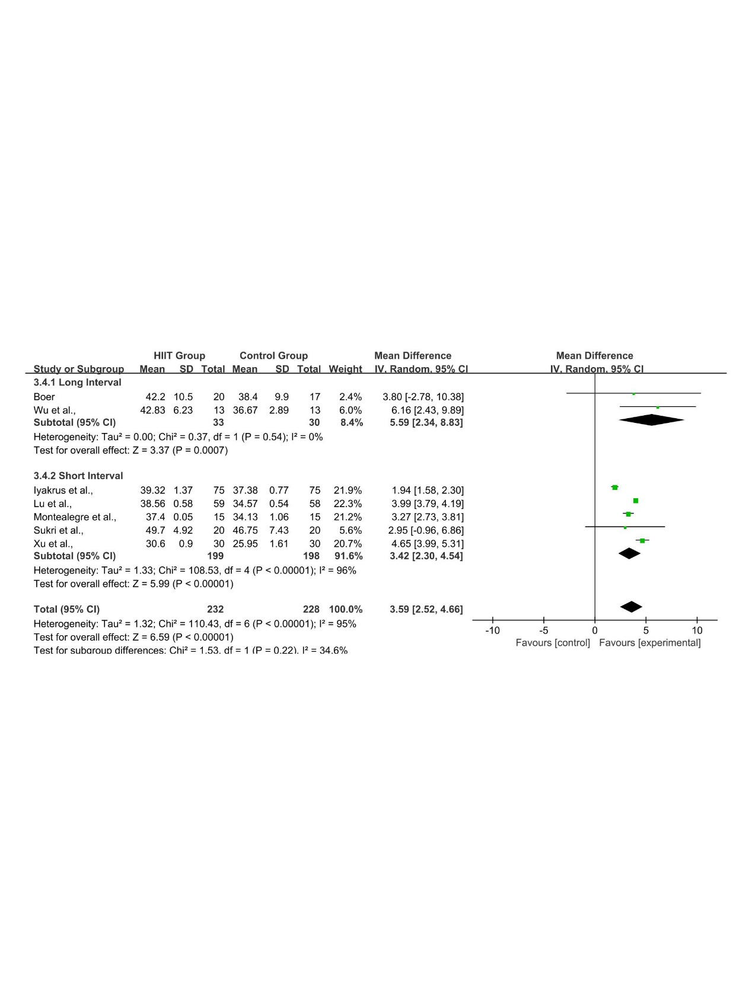 HIIT Group Control Group Mean Difference Mean Difference
Study or Subgroup Mean SD Total Mean SD Total Weight IV, Random, 95% CI IV, Random, 95% CI
3.4.1 Long Interval
Boer 42.2 10.5 20 38.4 9.9 17 2.4% 3.80 [-2.78, 10.38]
Wu et al., 42.83 6.23 13 36.67 2.89 13 6.0% 6.16 [2.43, 9.89]
Subtotal (95% CI) 33 30 8.4% 5.59 [2.34, 8.83]
Heterogeneity: Tau² = 0.00; Chi² = 0.37, df = 1 (P = 0.54); I² = 0%
Test for overall effect: Z = 3.37 (P = 0.0007)
3.4.2 Short Interval
Iyakrus et al., 39.32 1.37 75 37.38 0.77 75 21.9% 1.94 [1.58, 2.30]
Lu et al., 38.56 0.58 59 34.57 0.54 58 22.3% 3.99 [3.79, 4.19]
Montealegre et al., 37.4 0.05 15 34.13 1.06 15 21.2% 3.27 [2.73, 3.81]
Sukri et al., 49.7 4.92 20 46.75 7.43 20 5.6% 2.95 [-0.96, 6.86]
Xu et al., 30.6 0.9 30 25.95 1.61 30 20.7% 4.65 [3.99, 5.31]
Subtotal (95% CI) 199 198 91.6% 3.42 [2.30, 4.54]
Heterogeneity: Tau² = 1.33; Chi² = 108.53, df = 4 (P < 0.00001); I² = 96%
Test for overall effect: Z = 5.99 (P < 0.00001)
Total (95% CI) 232 228 100.0% 3.59 [2.52, 4.66]
Heterogeneity: Tau² = 1.32; Chi² = 110.43, df = 6 (P < 0.00001); I² = 95%
Test for overall effect: Z = 6.59 (P < 0.00001)
Test for subgroup differences: Chi² = 1.53, df = 1 (P = 0.22), I² = 34.6%
-10 -5 0 5 10
Favours [control] Favours [experimental]